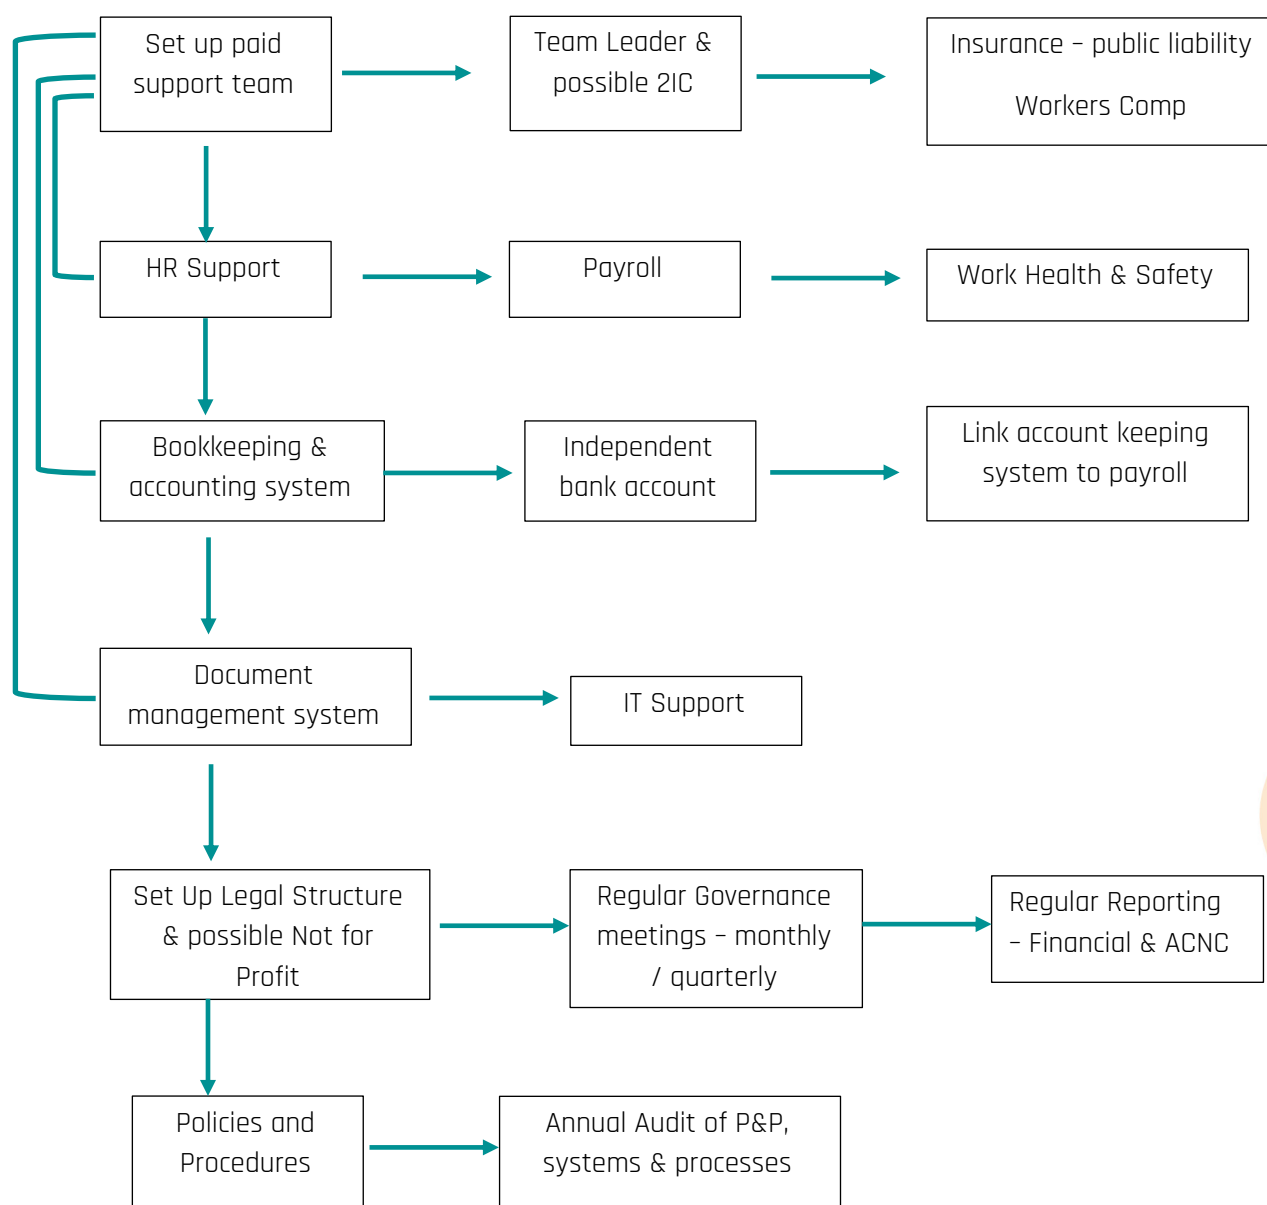 Set up paid
support team
Team Leader &
possible 2IC
Insurance – public liability
Workers Comp
HR Support
Payroll
Work Health & Safety
Bookkeeping &
accounting system
Independent
bank account
Link account keeping
system to payroll
Document
management system
IT Support
Set Up Legal Structure
& possible Not for
Profit
Regular Governance
meetings – monthly
/ quarterly
Regular Reporting
– Financial & ACNC
Policies and
Procedures
Annual Audit of P&P,
systems & processes